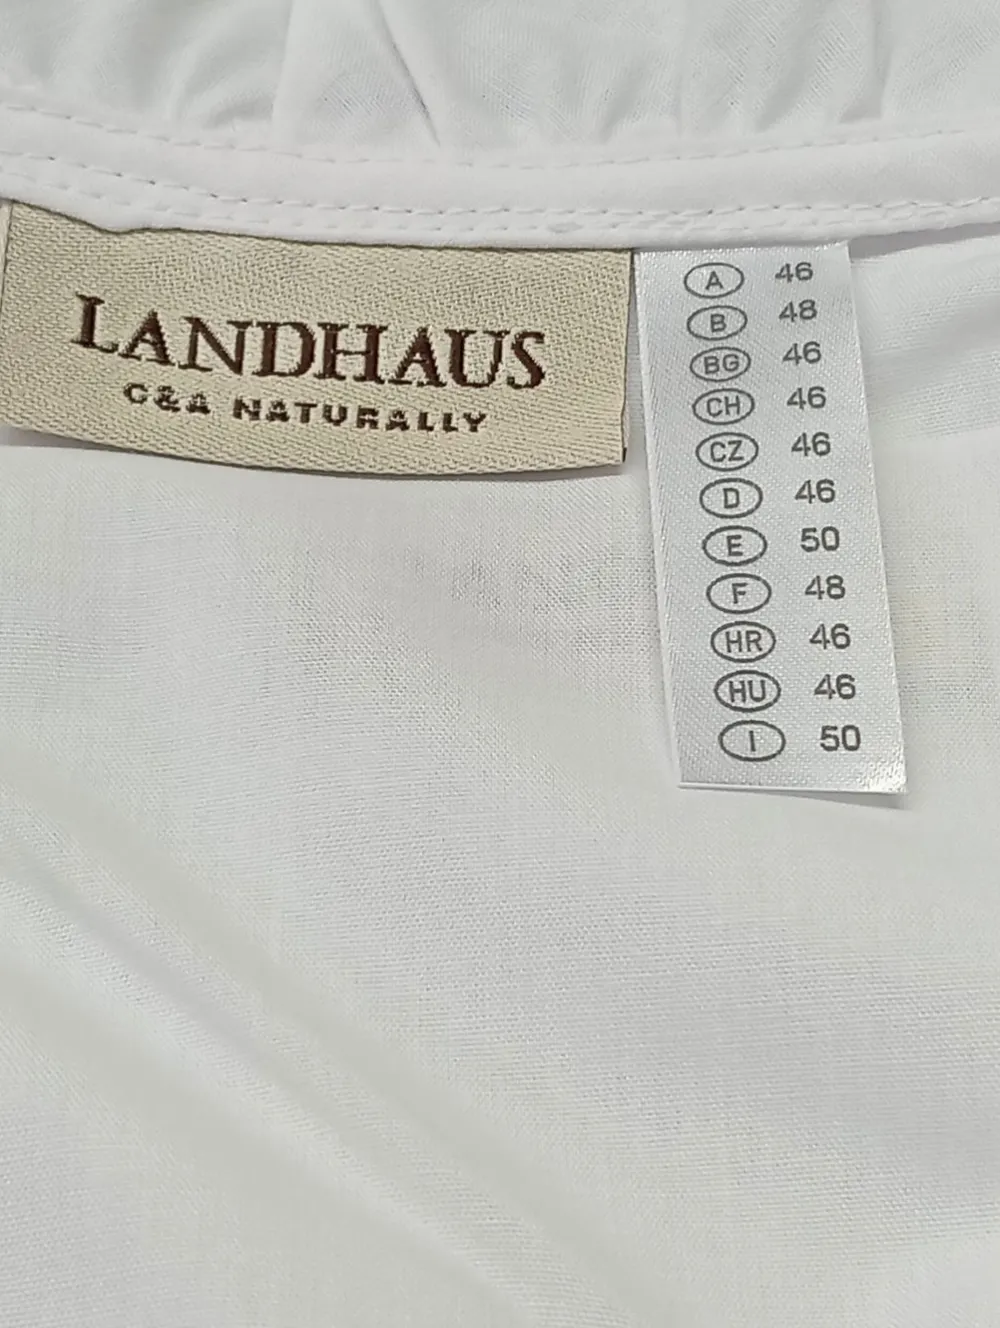 LANDHAUS
C&A NATURALLY
A 46
B 48
BG 46
CH 46
CZ 46
D 46
E 50
F 48
HR 46
HU 46
I 50